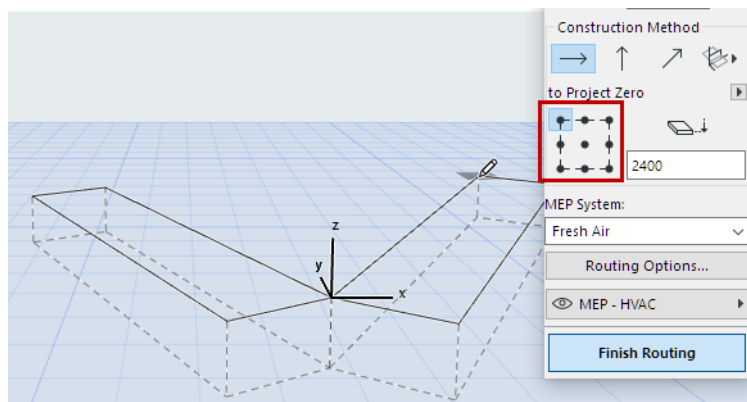 Construction Method
to Project Zero
2400
MEP System:
Fresh Air
Routing Options...
MEP - HVAC
Finish Routing
z
y
x